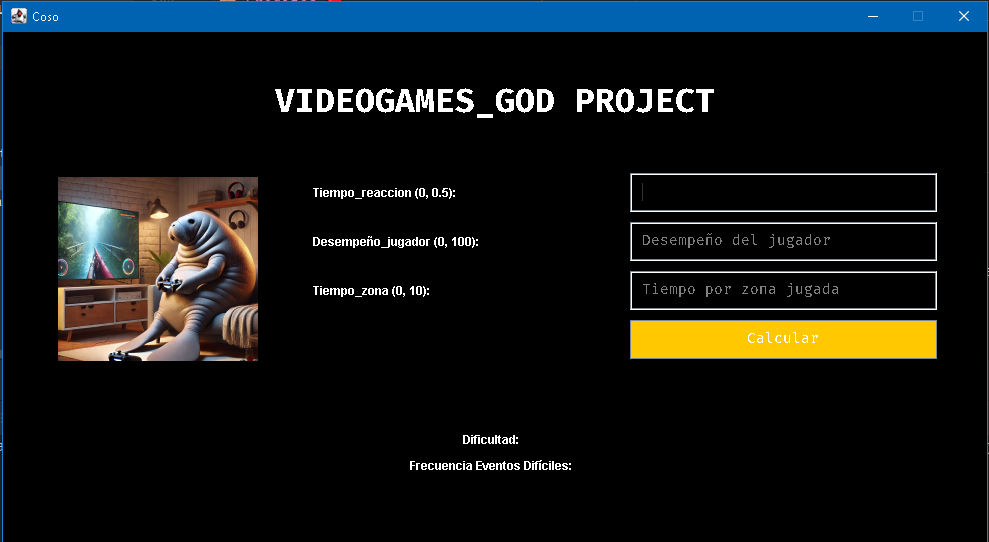 Coso
VIDEOGAMES_GOD PROJECT
Tiempo_reaccion (0, 0.5):
Desempeño_jugador (0, 100):
Desempeño del jugador
Tiempo_zona (0, 10):
Tiempo por zona jugada
Calcular
Dificultad:
Frecuencia Eventos Difíciles: